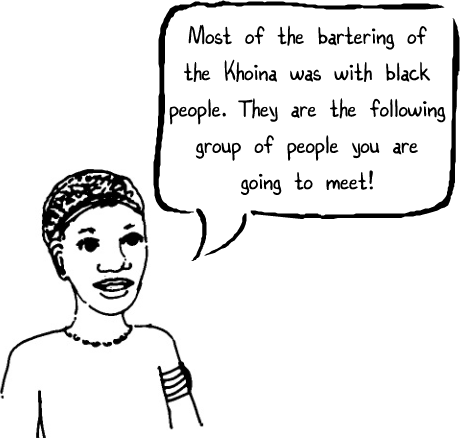 Most of the bartering of
the Khoina was with black
people. They are the following
group of people you are
going to meet!